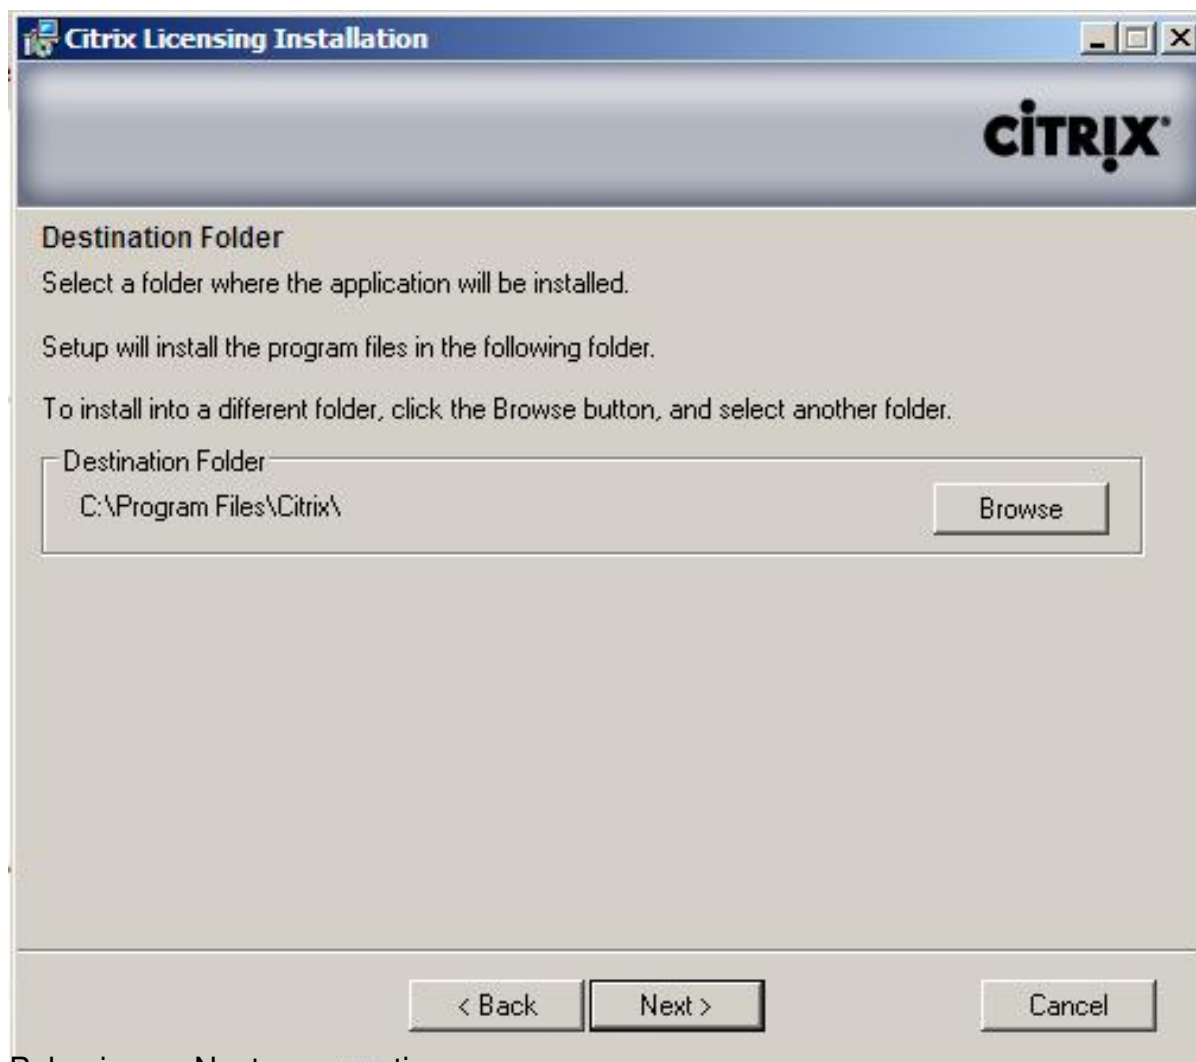 Citrix Licensing Installation
CİTRIX
Destination Folder
Select a folder where the application will be installed.
Setup will install the program files in the following folder.
To install into a different folder, click the Browse button, and select another folder.
Destination Folder
C:\Program Files\Citrix\
Browse
< Back
Next >
Cancel